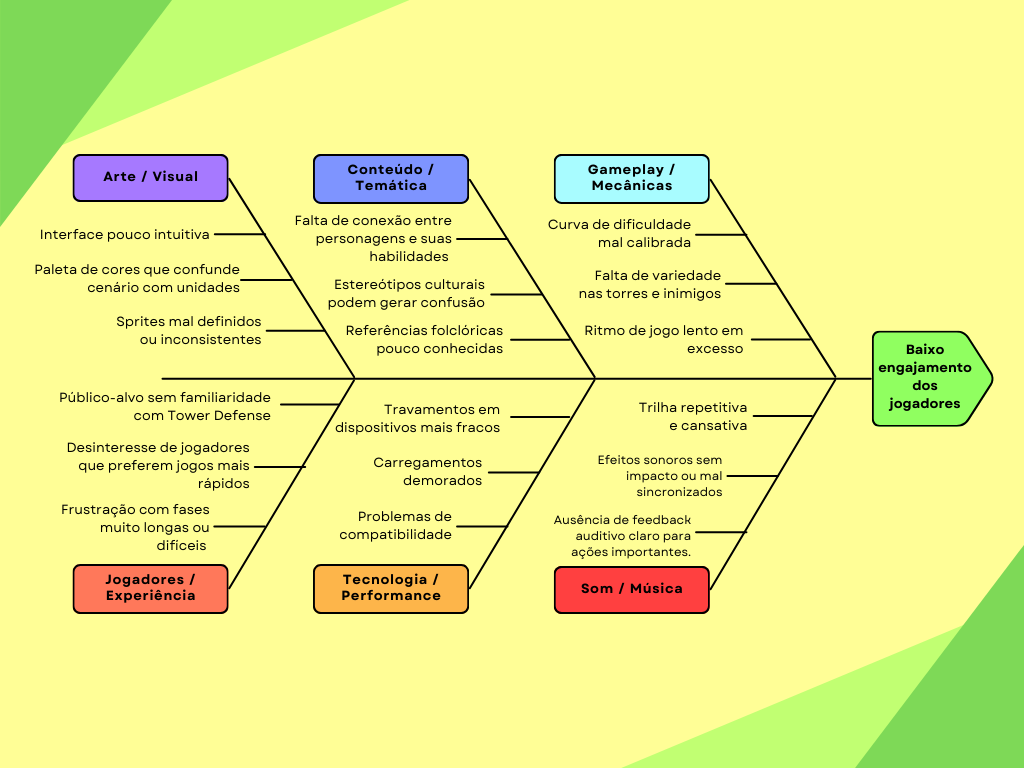 Arte / Visual
Interface pouco intuitiva
Paleta de cores que confunde
cenário com unidades
Sprites mal definidos
ou inconsistentes
Conteúdo /
Temática
Falta de conexão entre
personagens e suas
habilidades
Estereótipos culturais
podem gerar confusão
Referências folclóricas
pouco conhecidas
Gameplay /
Mecânicas
Curva de dificuldade
mal calibrada
Falta de variedade
nas torres e inimigos
Ritmo de jogo lento em
excesso
Baixo
engajamento
dos
jogadores
Público-alvo sem familiaridade
com Tower Defense
Desinteresse de jogadores
que preferem jogos mais
rápidos
Frustração com fases
muito longas ou
difíceis
Jogadores /
Experiência
Travamentos em
dispositivos mais fracos
Carregamentos
demorados
Problemas de
compatibilidade
Tecnologia /
Performance
Trilha repetitiva
e cansativa
Efeitos sonoros sem
impacto ou mal
sincronizados
Ausência de feedback
auditivo claro para
ações importantes.
Som / Música